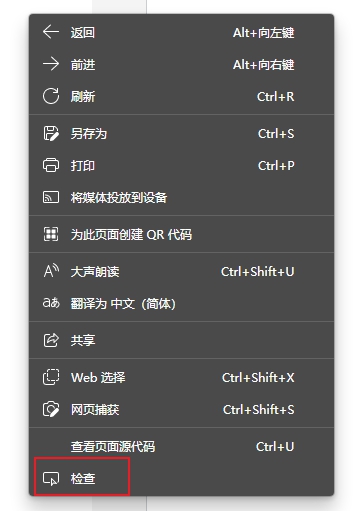 返回 Alt+向左键
前进 Alt+向右键
刷新 Ctrl+R
另存为 Ctrl+S
打印 Ctrl+P
将媒体投放到设备
为此页面创建 QR 代码
大声朗读 Ctrl+Shift+U
翻译为 中文（简体）
共享
Web 选择 Ctrl+Shift+X
网页捕获 Ctrl+Shift+S
查看页面源代码 Ctrl+U
检查